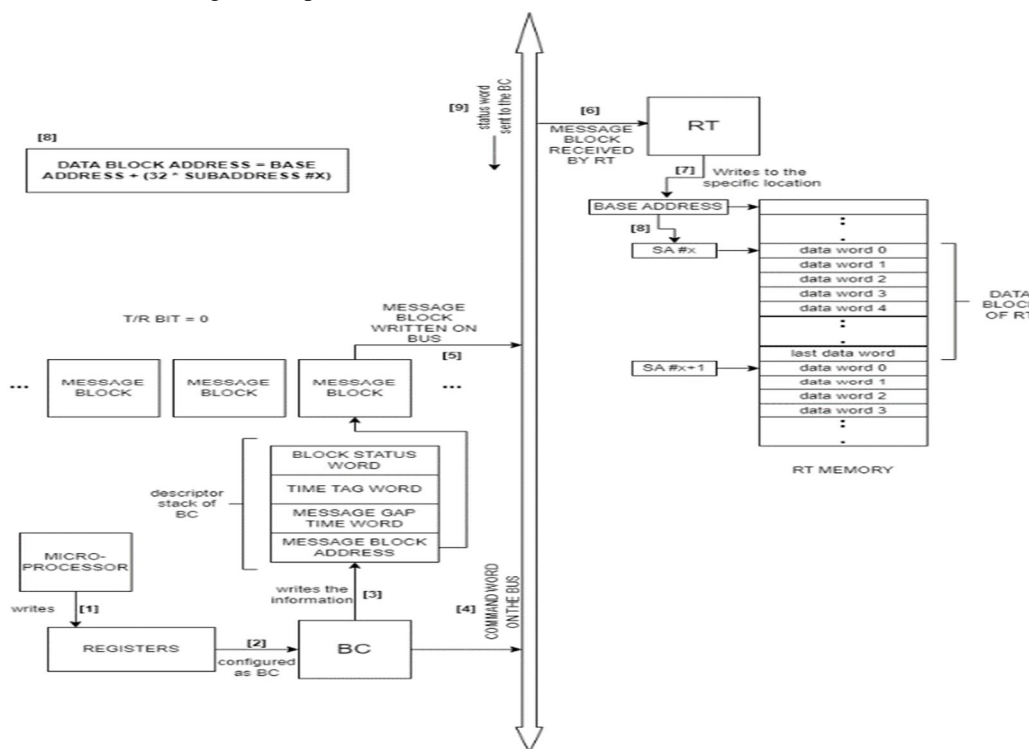 [9]
status word
sent to the BC
[6]
MESSAGE
BLOCK
RECEIVED
BY RT
RT
[8]
DATA BLOCK ADDRESS = BASE
ADDRESS + (32 * SUBADDRESS #X)
[7]
Writes to the
specific location
BASE ADDRESS
[8]
SA #x
data word 0
data word 1
data word 2
data word 3
data word 4
last data word
DATA
BLOCK
OF RT
SA #x+1
data word 0
data word 1
data word 2
data word 3
RT MEMORY
T/R BIT = 0
MESSAGE
BLOCK
WRITTEN ON
BUS
[5]
...
MESSAGE
BLOCK
MESSAGE
BLOCK
MESSAGE
BLOCK
...
descriptor
stack of
BC
BLOCK STATUS
WORD
TIME TAG WORD
MESSAGE GAP
TIME WORD
MESSAGE BLOCK
ADDRESS
MICRO-
PROCESSOR
writes
[1]
REGISTERS
[2]
configured
as BC
writes the
information
[3]
BC
[4]
COMMAND WORD
ON THE BUS